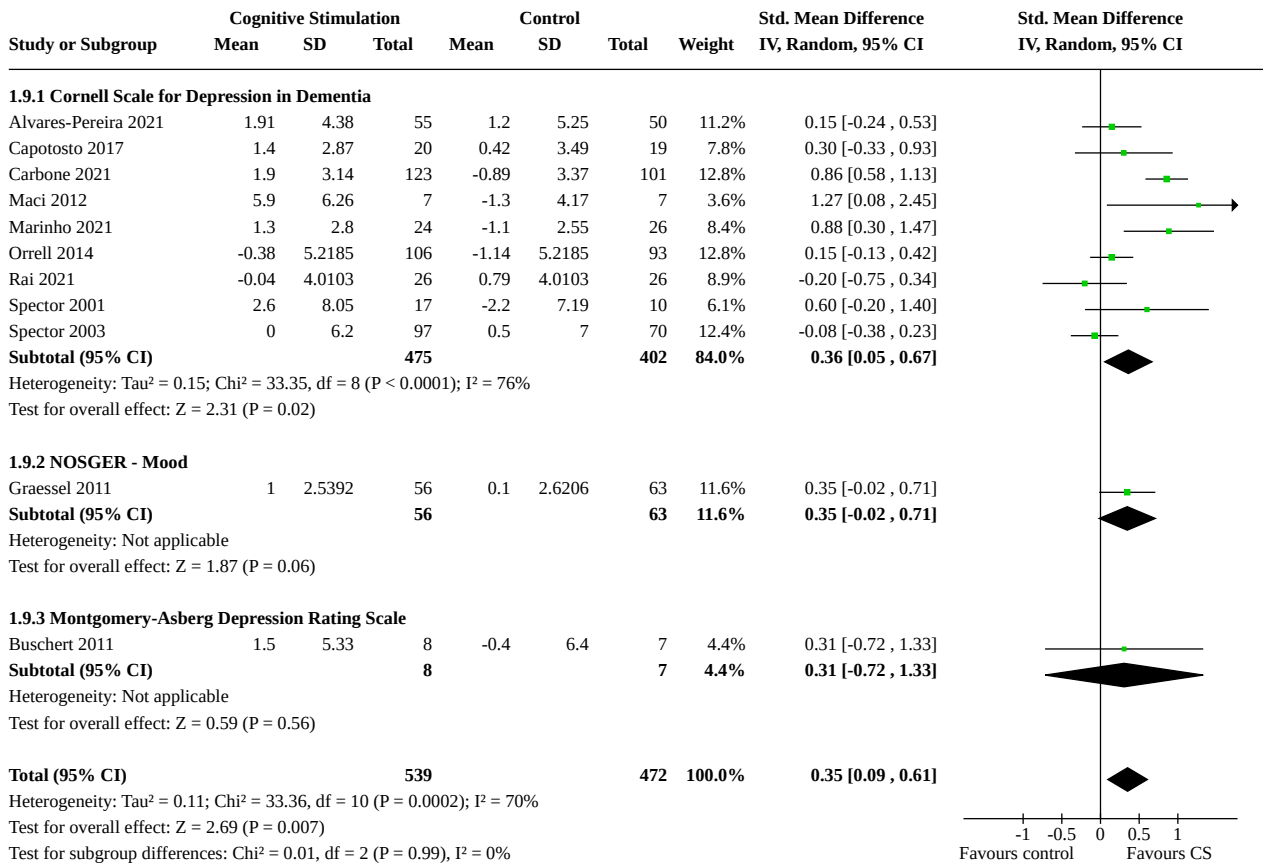 Cognitive Stimulation Control Std. Mean Difference Std. Mean Difference
Study or Subgroup Mean SD Total Mean SD Total Weight IV, Random, 95% CI IV, Random, 95% CI
1.9.1 Cornell Scale for Depression in Dementia
Alvares-Pereira 2021 1.91 4.38 55 1.2 5.25 50 11.2% 0.15 [-0.24 , 0.53]
Capotosto 2017 1.4 2.87 20 0.42 3.49 19 7.8% 0.30 [-0.33 , 0.93]
Carbone 2021 1.9 3.14 123 -0.89 3.37 101 12.8% 0.86 [0.58 , 1.13]
Maci 2012 5.9 6.26 7 -1.3 4.17 7 3.6% 1.27 [0.08 , 2.45]
Marinho 2021 1.3 2.8 24 -1.1 2.55 26 8.4% 0.88 [0.30 , 1.47]
Orrell 2014 -0.38 5.2185 106 -1.14 5.2185 93 12.8% 0.15 [-0.13 , 0.42]
Rai 2021 -0.04 4.0103 26 0.79 4.0103 26 8.9% -0.20 [-0.75 , 0.34]
Spector 2001 2.6 8.05 17 -2.2 7.19 10 6.1% 0.60 [-0.20 , 1.40]
Spector 2003 0 6.2 97 0.5 7 70 12.4% -0.08 [-0.38 , 0.23]
Subtotal (95% CI) 475 402 84.0% 0.36 [0.05 , 0.67]
Heterogeneity: Tau² = 0.15; Chi² = 33.35, df = 8 (P < 0.0001); I² = 76%
Test for overall effect: Z = 2.31 (P = 0.02)
1.9.2 NOSGER - Mood
Graessel 2011 1 2.5392 56 0.1 2.6206 63 11.6% 0.35 [-0.02 , 0.71]
Subtotal (95% CI) 56 63 11.6% 0.35 [-0.02 , 0.71]
Heterogeneity: Not applicable
Test for overall effect: Z = 1.87 (P = 0.06)
1.9.3 Montgomery-Asberg Depression Rating Scale
Buschert 2011 1.5 5.33 8 -0.4 6.4 7 4.4% 0.31 [-0.72 , 1.33]
Subtotal (95% CI) 8 7 4.4% 0.31 [-0.72 , 1.33]
Heterogeneity: Not applicable
Test for overall effect: Z = 0.59 (P = 0.56)
Total (95% CI) 539 472 100.0% 0.35 [0.09 , 0.61]
Heterogeneity: Tau² = 0.11; Chi² = 33.36, df = 10 (P = 0.0002); I² = 70%
Test for overall effect: Z = 2.69 (P = 0.007) -1 -0.5 0 0.5 1
Test for subgroup differences: Chi² = 0.01, df = 2 (P = 0.99), I² = 0% Favours control Favours CS